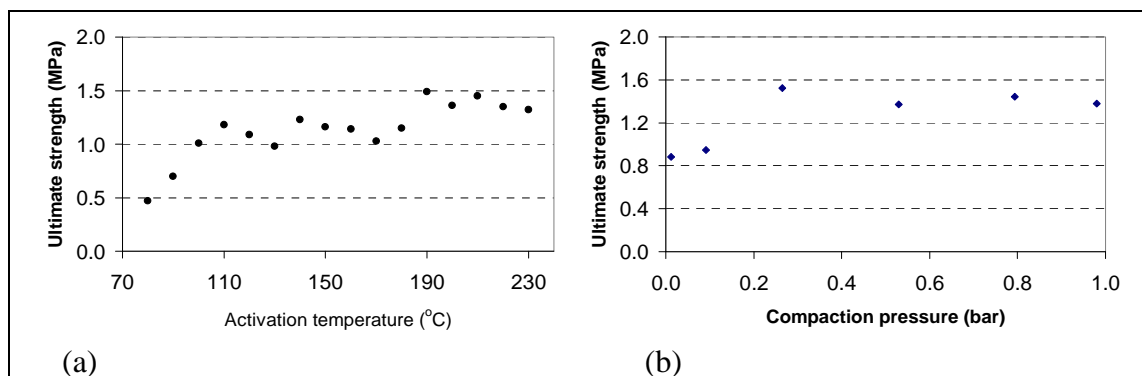 Ultimate strength (MPa)
2.0
1.5
1.0
0.5
0.0
70 110 150 190 230
Activation temperature (oC)
(a)
Ultimate strength (MPa)
2.0
1.6
1.2
0.8
0.4
0.0
0.0 0.2 0.4 0.6 0.8 1.0
Compaction pressure (bar)
(b)